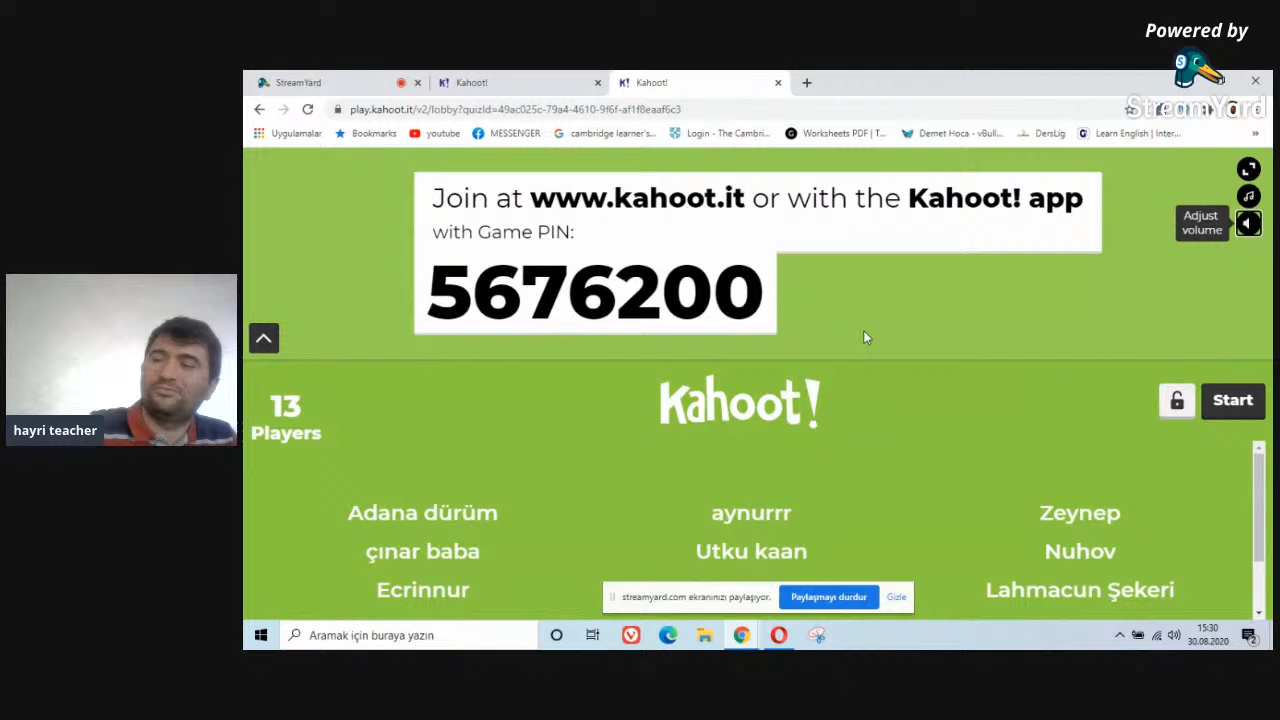 Powered by
StreamYard
StreamYard
Kahoot!
Kahoot!
play.kahoot.it/v2/lobby?quizId=49ac025c-79a4-4610-9f6f-af1f8eaaf6c3
Uygulamalar
Bookmarks
youtube
MESSENGER
cambridge learner's...
Login - The Cambri...
Worksheets PDF | T...
Demet Hoca - vBull...
DersLig
Learn English | Inter...
Join at www.kahoot.it or with the Kahoot! app
with Game PIN:
5676200
Adjust
volume
13
Players
Kahoot!
Start
hayri teacher
Adana dürüm
aynurrr
Zeynep
çınar baba
Utku kaan
Nuhov
Ecrinnur
Lahmacun Şekeri
streamyard.com ekranınızı paylaşıyor.
Paylaşmayı durdur
Gizle
Aramak için buraya yazın
15:30
30.08.2020
2